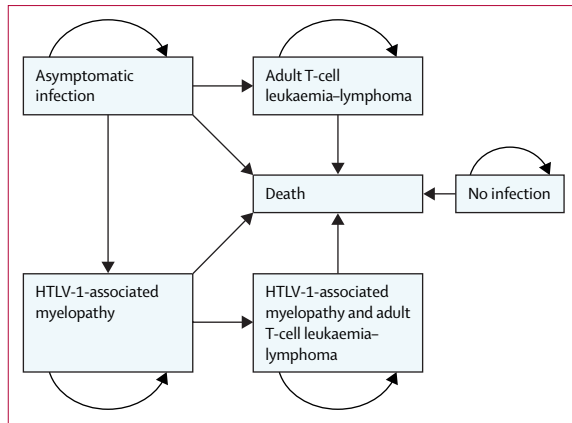 Asymptomatic
infection
Adult T-cell
leukaemia–lymphoma
Death
No infection
HTLV-1-associated
myelopathy
HTLV-1-associated
myelopathy and adult
T-cell leukaemia–
lymphoma